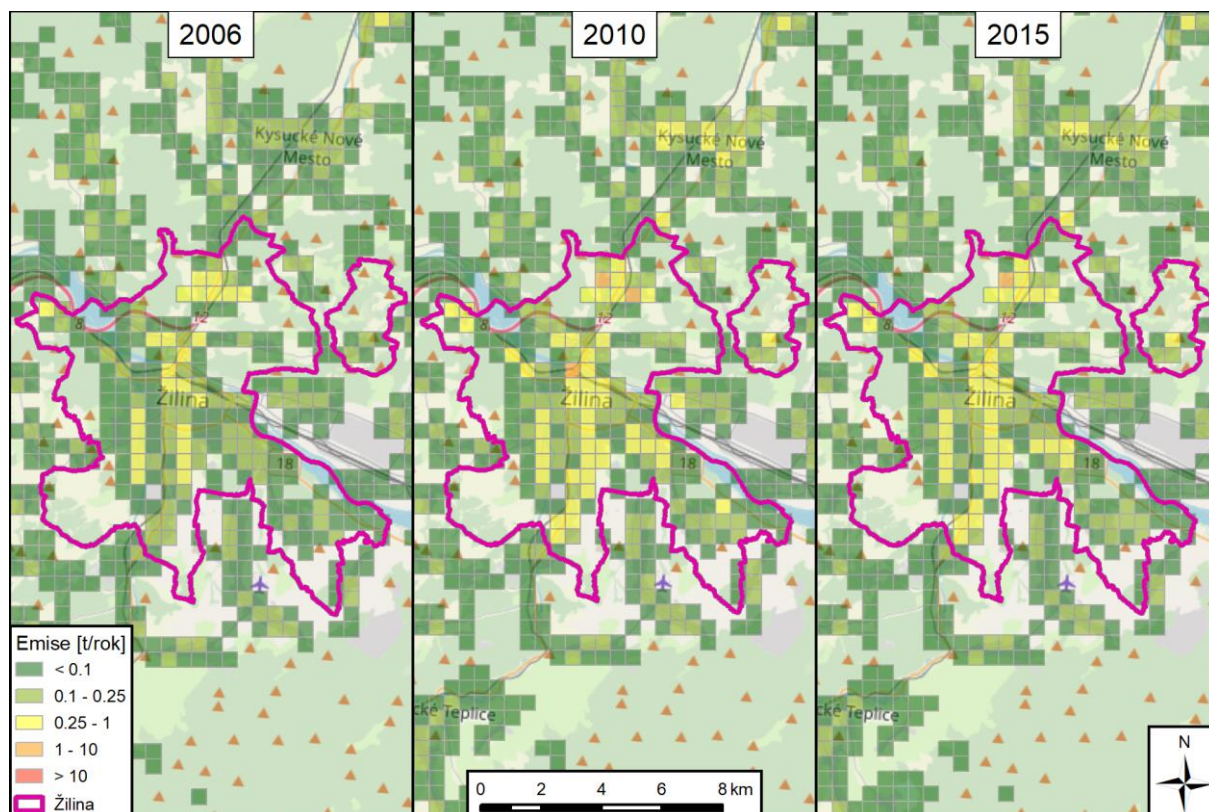 2006
2010
2015
Kysucké Nové
Mesto
Kysucké Nové
Mesto
Kysucké Nové
Mesto
8
12
8
12
8
12
Žilina
Žilina
Žilina
18
18
18
cké Teplice
cké Teplice
Emise [t/rok]
< 0.1
0.1 - 0.25
0.25 - 1
1 - 10
> 10
Žilina
0 2 4 6 8 km
N